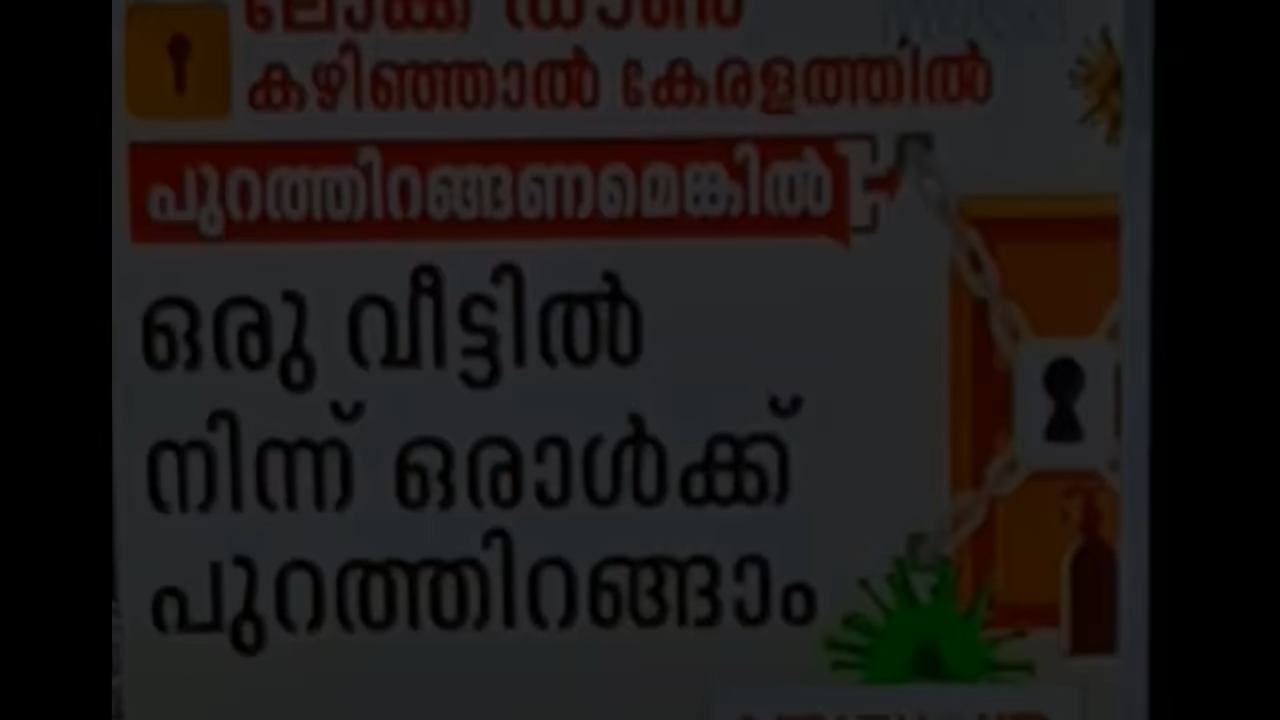 ലോക്ക് ഡൗൺ
കഴിഞ്ഞാൽ കേരളത്തിൽ
പുറത്തിറങ്ങണമെങ്കിൽ
ഒരു വീട്ടിൽ
നിന്ന് ഒരാൾക്ക്
പുറത്തിറങ്ങാം